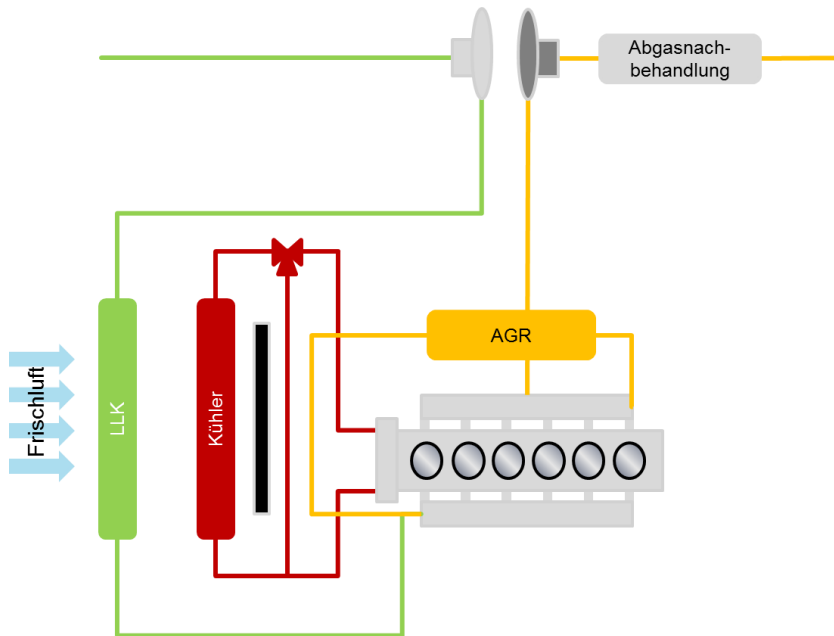 Abgasnach-
behandlung
AGR
Frischluft
LLK
Kühler